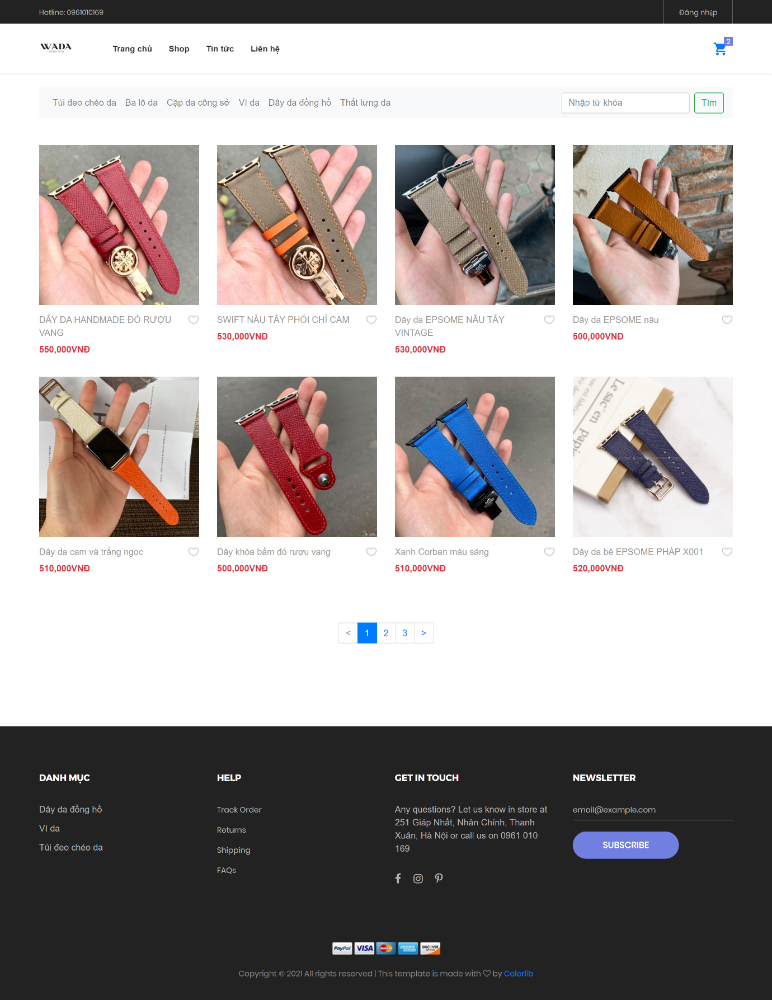 Hotline: 0961010169
Đăng nhập
WADA
LEATHER CRAFT
Trang chủ
Shop
Tin tức
Liên hệ
2
Túi đeo chéo da
Ba lô da
Cặp da công sở
Ví da
Dây da đồng hồ
Thắt lưng da
Nhập từ khóa
Tìm
DÂY DA HANDMADE ĐỎ RƯỢU
VANG
550,000VNĐ
SWIFT NÂU TÂY PHỐI CHỈ CAM
530,000VNĐ
Dây da EPSOME NÂU TÂY
VINTAGE
530,000VNĐ
Dây da EPSOME nâu
500,000VNĐ
Le sac en
papi
Dây da cam và trắng ngọc
510,000VNĐ
Dây khóa bấm đỏ rượu vang
500,000VNĐ
Xanh Corban màu sáng
510,000VNĐ
Dây da bê EPSOME PHÁP X001
520,000VNĐ
<
1
2
3
>
DANH MỤC
Dây da đồng hồ
Ví da
Túi đeo chéo da
HELP
Track Order
Returns
Shipping
FAQs
GET IN TOUCH
Any questions? Let us know in store at
251 Giáp Nhất, Nhân Chính, Thanh
Xuân, Hà Nội or call us on 0961 010
169
NEWSLETTER
email@example.com
SUBSCRIBE
PayPal
VISA
MasterCard
DISCOVER
Copyright © 2021 All rights reserved | This template is made with ♡ by Colorlib